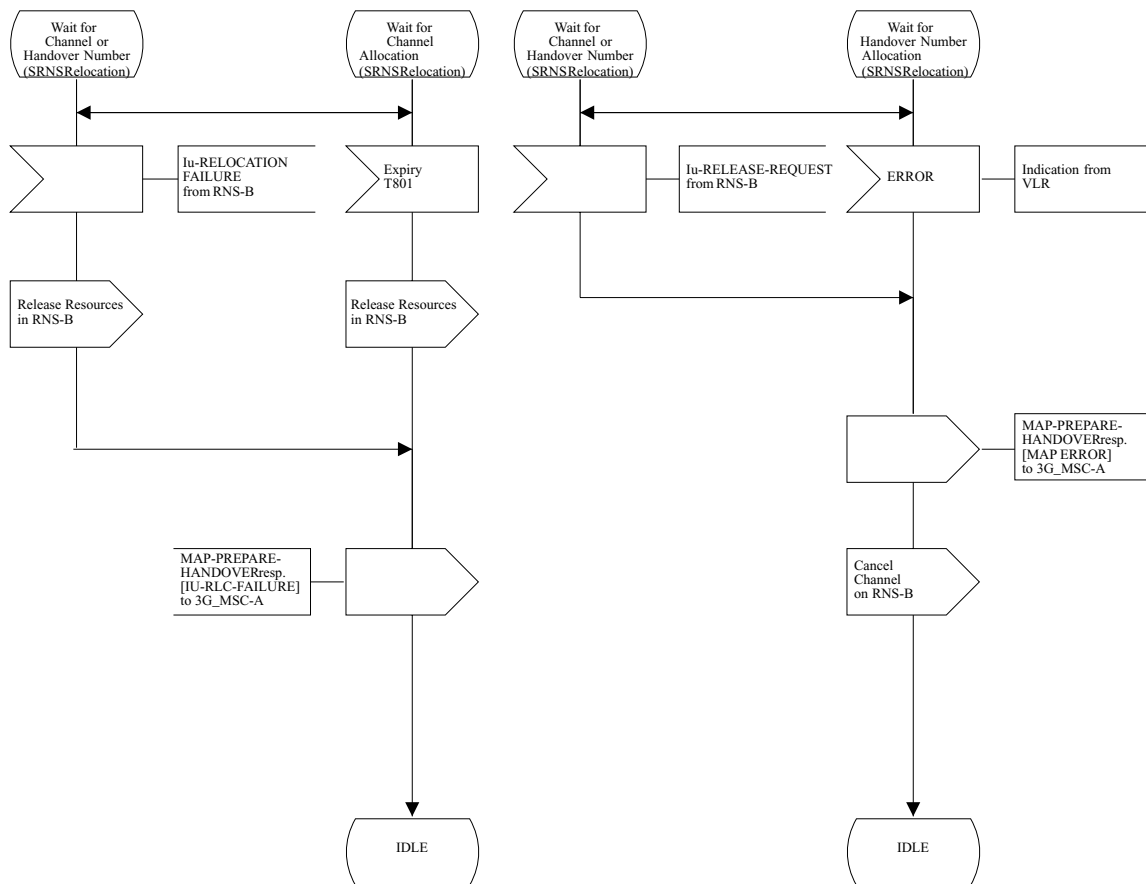 Wait for
Channel or
Handover Number
(SRNSRelocation)
Wait for
Channel
Allocation
(SRNSRelocation)
Wait for
Channel or
Handover Number
(SRNSRelocation)
Wait for
Handover Number
Allocation
(SRNSRelocation)
Iu-RELOCATION
FAILURE
from RNS-B
Expiry
T801
Iu-RELEASE-REQUEST
from RNS-B
ERROR
Indication from
VLR
Release Resources
in RNS-B
Release Resources
in RNS-B
MAP-PREPARE-
HANDOVERresp.
[MAP ERROR]
to 3G_MSC-A
MAP-PREPARE-
HANDOVERresp.
[IU-RLC-FAILURE]
to 3G_MSC-A
Cancel
Channel
on RNS-B
IDLE
IDLE